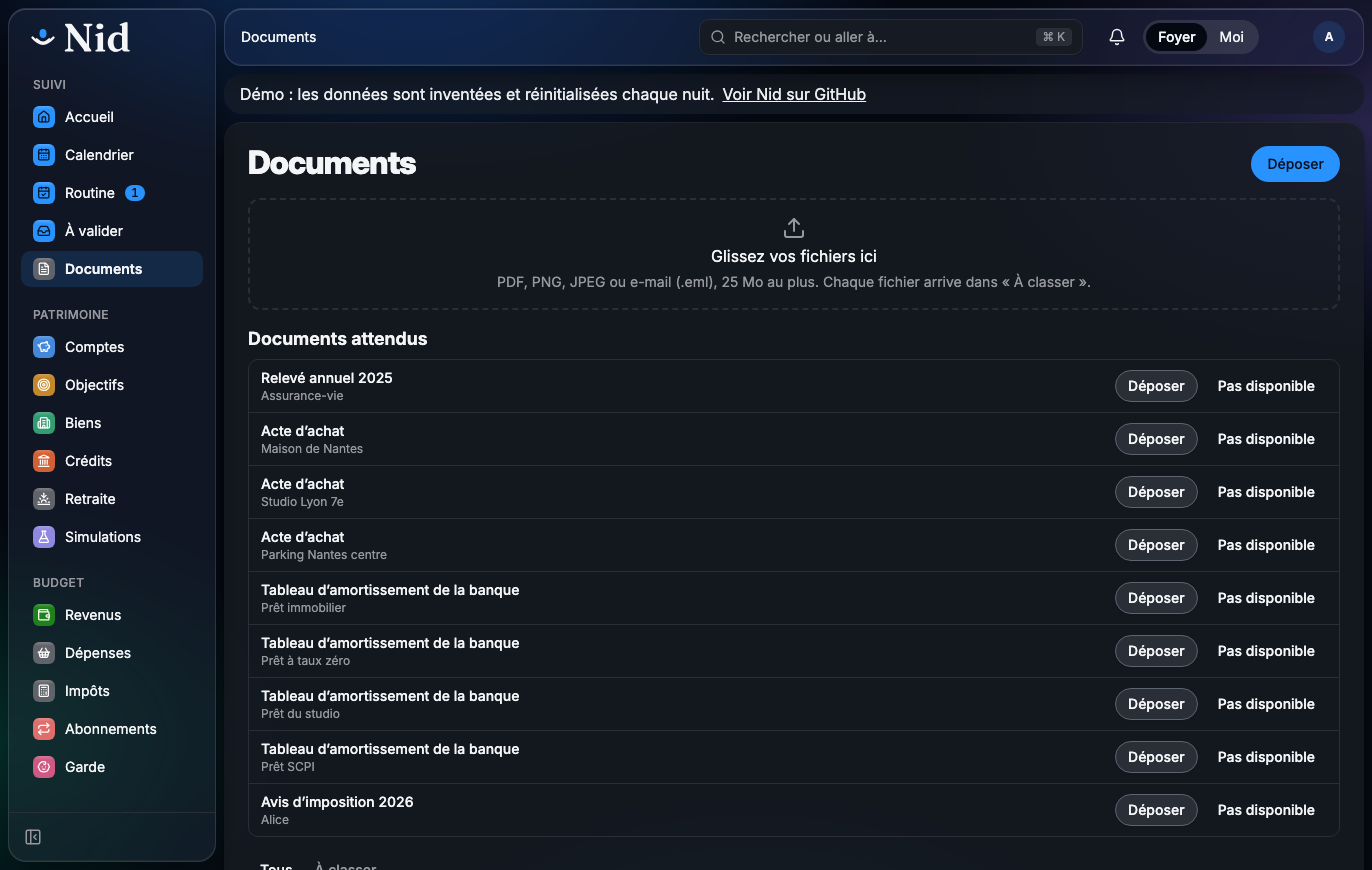 Nid
Documents
Rechercher ou aller à...
⌘ K
Foyer
Moi
A
SUIVI
Accueil
Calendrier
Routine 1
À valider
Documents
PATRIMOINE
Comptes
Objectifs
Biens
Crédits
Retraite
Simulations
BUDGET
Revenus
Dépenses
Impôts
Abonnements
Garde
Démo : les données sont inventées et réinitialisées chaque nuit. Voir Nid sur GitHub
Documents
Déposer
Glissez vos fichiers ici
PDF, PNG, JPEG ou e-mail (.eml), 25 Mo au plus. Chaque fichier arrive dans « À classer ».
Documents attendus
Relevé annuel 2025
Assurance-vie
Déposer Pas disponible
Acte d’achat
Maison de Nantes
Déposer Pas disponible
Acte d’achat
Studio Lyon 7e
Déposer Pas disponible
Acte d’achat
Parking Nantes centre
Déposer Pas disponible
Tableau d’amortissement de la banque
Prêt immobilier
Déposer Pas disponible
Tableau d’amortissement de la banque
Prêt à taux zéro
Déposer Pas disponible
Tableau d’amortissement de la banque
Prêt du studio
Déposer Pas disponible
Tableau d’amortissement de la banque
Prêt SCPI
Déposer Pas disponible
Avis d’imposition 2026
Alice
Déposer Pas disponible
Tous À classer